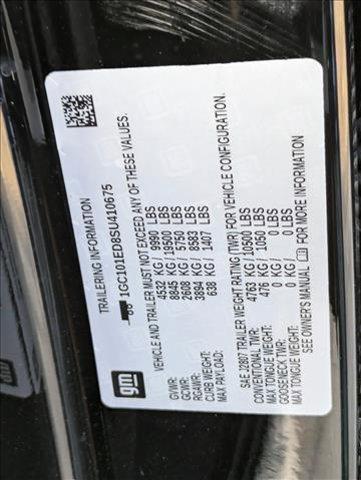 gm
TRAILERING INFORMATION
1GC101ED8SU410675
VEHICLE AND TRAILER MUST NOT EXCEED ANY OF THESE VALUES.
GVWR: 4532 KG/ 9990 LBS
GCWR: 8845 KG/19500 LBS
RGAWR: 2608 KG/ 5750 LBS
CURB WEIGHT: 3894 KG/ 8583 LBS
MAX PAYLOAD: 638 KG/ 1407 LBS
SAE J2807 TRAILER WEIGHT RATING (TWR) FOR VEHICLE CONFIGURATION.
CONVENTIONAL TWR: 4763 KG/10500 LBS
MAX TONGUE WEIGHT: 476 KG/ 1050 LBS
GOOSENECK TWR: 0 KG/ 0 LBS
MAX TONGUE WEIGHT: 0 KG/ 0 LBS
SEE OWNER'S MANUAL FOR MORE INFORMATION